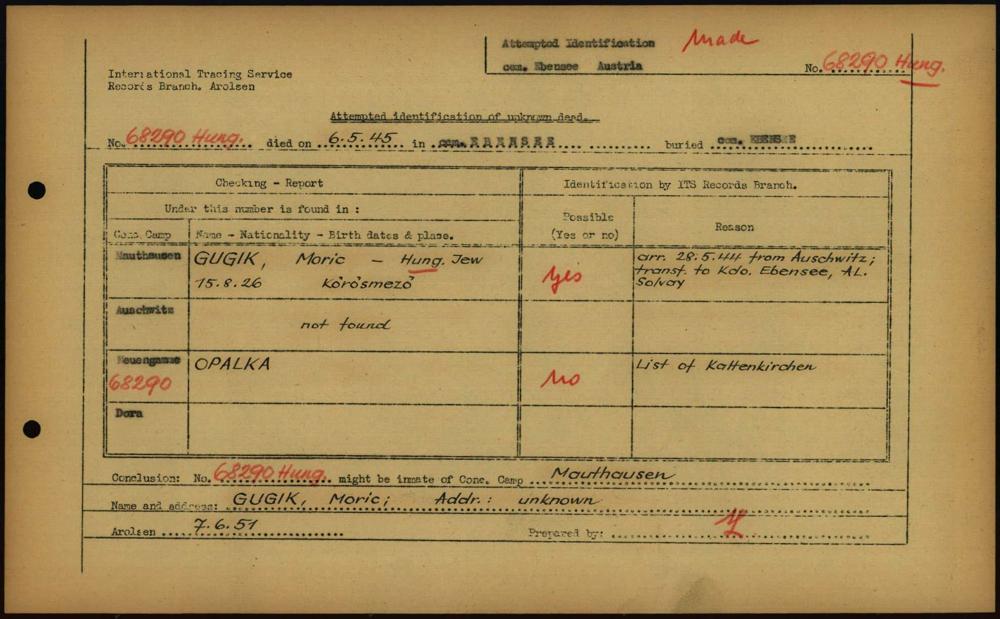 Attempted Identification
Made
cem. Ebensee Austria
No. 68290 Hung.
International Tracing Service
Records Branch. Arolsen
Attempted identification of unknown dead.
No. 68290 Hung. died on 6.5.45 in cem. EBENSEE buried cem. EBENSEE
Checking - Report
Identification by ITS Records Branch.
Under this number is found in :
Possible
(Yes or no)
Reason
Conc. Camp
Name - Nationality - Birth dates & place.
Mauthausen
GUGIK, Moric - Hung. Jew
15.8.26 Körösmező
yes
arr. 28.5.44 from Auschwitz;
transf. to Kdo. Ebensee, AL.
Solvay
Auschwitz
not found
Neuengamme
68290
OPALKA
no
List of Kaltenkirchen
Dora
Conclusion: No. 68290 Hung. might be inmate of Conc. Camp Mauthausen
Name and address: GUGIK, Moric; Addr.: unknown
Arolsen 7.6.51
Prepared by: